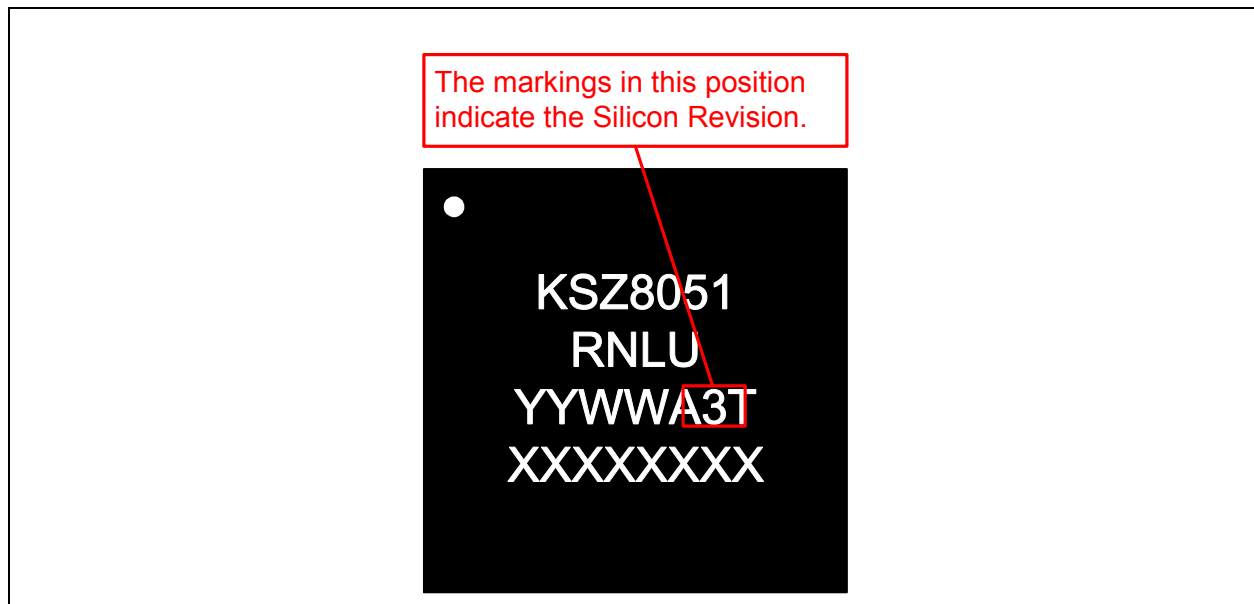 The markings in this position
indicate the Silicon Revision.
KSZ8051
RNLU
YYWWA3T
XXXXXXXX